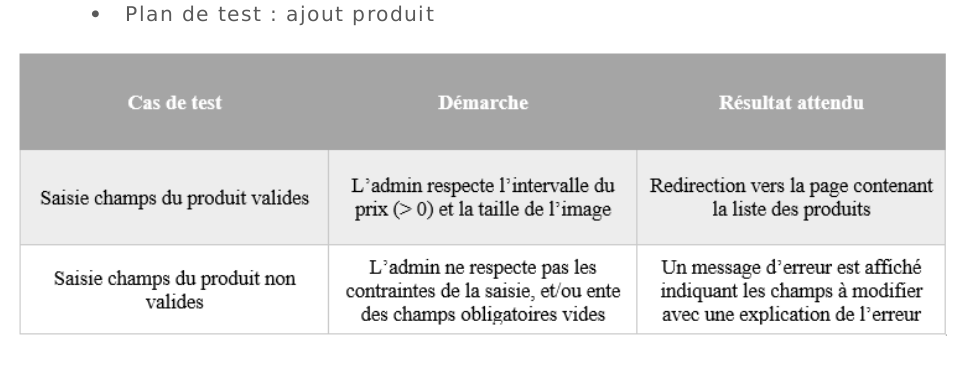 • Plan de test : ajout produit
Cas de test
Démarche
Résultat attendu
Saisie champs du produit valides
L’admin respecte l’intervalle du
prix (> 0) et la taille de l’image
Redirection vers la page contenant
la liste des produits
Saisie champs du produit non
valides
L’admin ne respecte pas les
contraintes de la saisie, et/ou ente
des champs obligatoires vides
Un message d’erreur est affiché
indiquant les champs à modifier
avec une explication de l’erreur